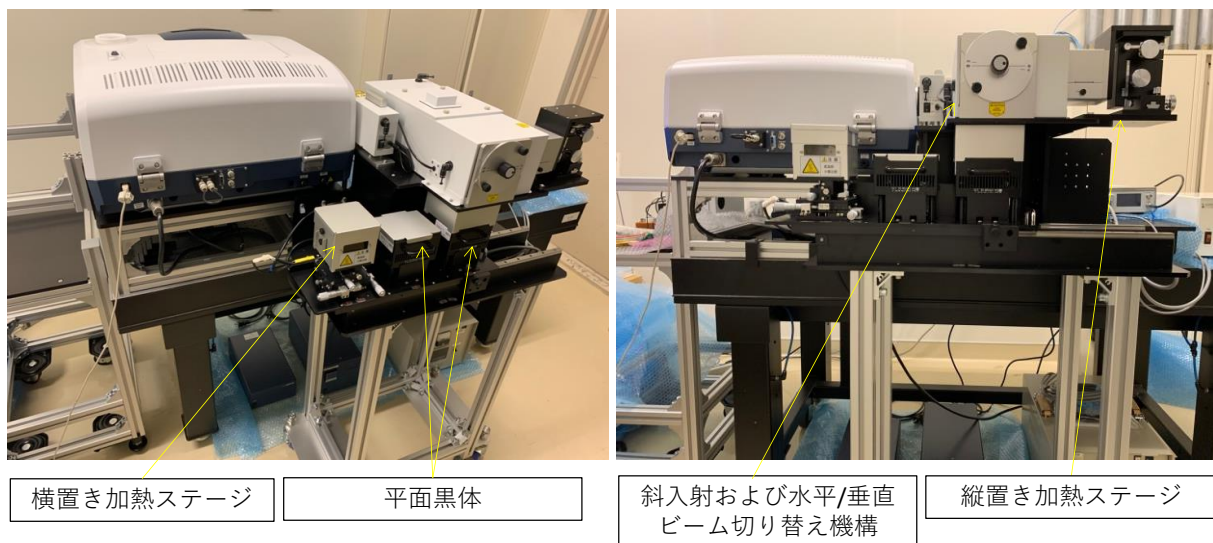 横置き加熱ステージ
平面黒体
斜入射および水平/垂直
ビーム切り替え機構
縦置き加熱ステージ